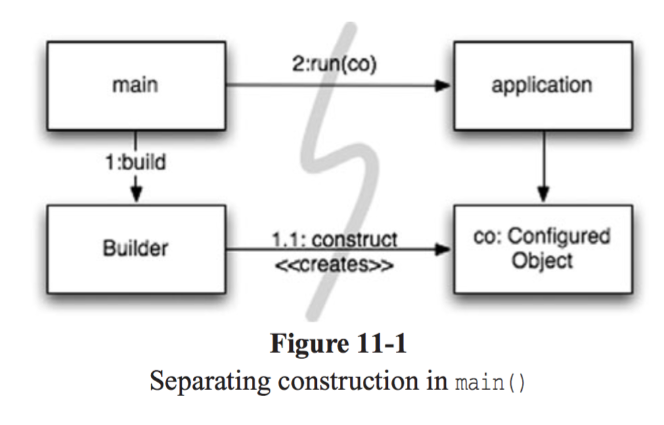 2:run(co)
main
application
1:build
Builder
1.1: construct
<<creates>>
co: Configured
Object
Figure 11-1
Separating construction in main()